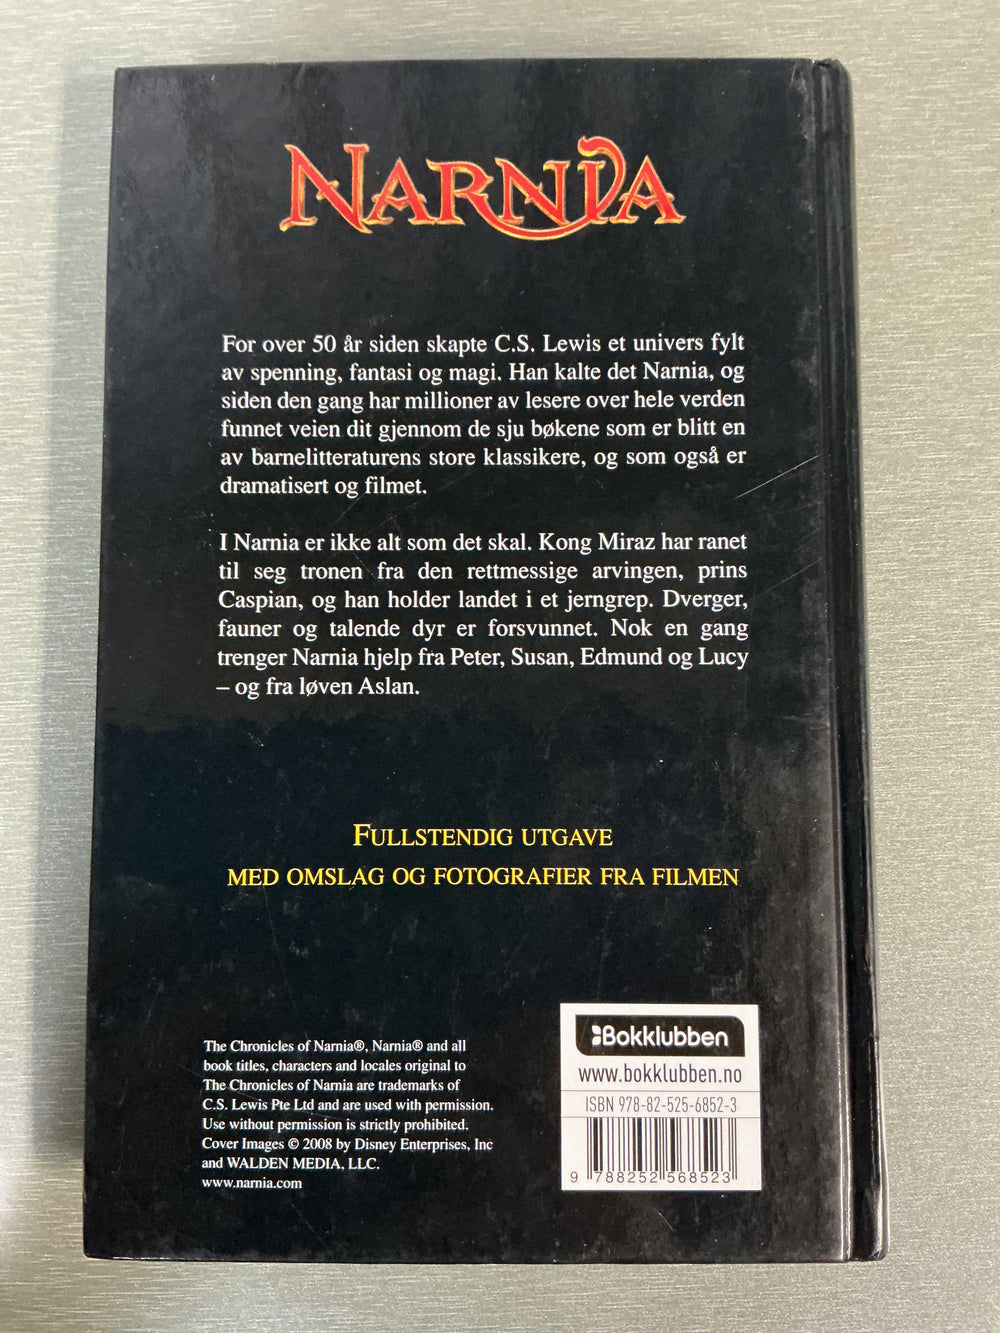 NARNIA
For over 50 år siden skapte C.S. Lewis et univers fylt
av spenning, fantasi og magi. Han kalte det Narnia, og
siden den gang har millioner av lesere over hele verden
funnet veien dit gjennom de sju bøkene som er blitt en
av barnelitteraturens store klassikere, og som også er
dramatisert og filmet.
I Narnia er ikke alt som det skal. Kong Miraz har ranet
til seg tronen fra den rettmessige arvingen, prins
Caspian, og han holder landet i et jerngrep. Dverger,
fauner og talende dyr er forsvunnet. Nok en gang
trenger Narnia hjelp fra Peter, Susan, Edmund og Lucy
– og fra løven Aslan.
FULLSTENDIG UTGAVE
MED OMSLAG OG FOTOGRAFIER FRA FILMEN
The Chronicles of Narnia®, Narnia® and all
book titles, characters and locales original to
The Chronicles of Narnia are trademarks of
C.S. Lewis Pte Ltd and are used with permission.
Use without permission is strictly prohibited.
Cover Images © 2008 by Disney Enterprises, Inc
and WALDEN MEDIA, LLC.
www.narnia.com
Bokklubben
www.bokklubben.no
ISBN 978-82-525-6852-3
9 788252 568523